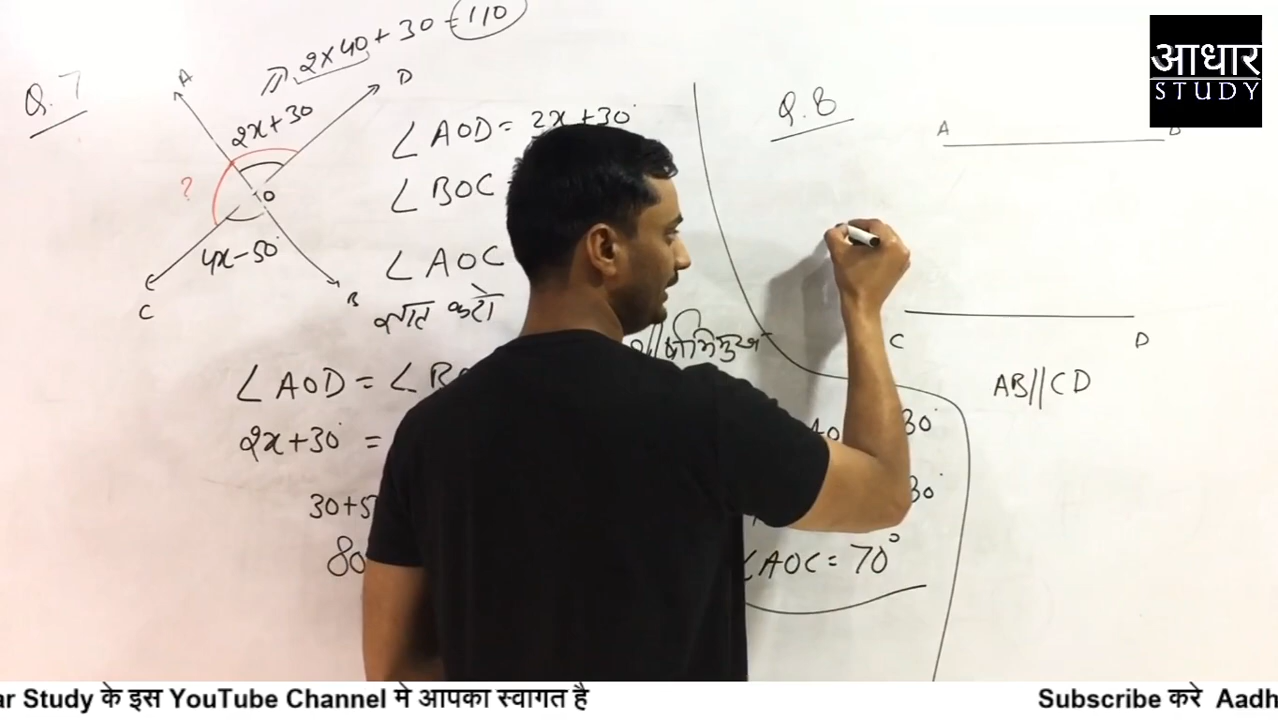 Q.7
A
⇒ 2×40+30 = 110
D
2x+30
?
O
4x-50°
C
B
∠AOD = 2x+30°
∠BOC
∠AOC
ज्ञात करो
∠AOD = ∠B
2x+30° =
30+5
80
30°
30°
∠AOC = 70°
Q.8
A
C
D
AB//CD
आधार
STUDY
ar Study के इस YouTube Channel मे आपका स्वागत है
Subscribe करे Aadh